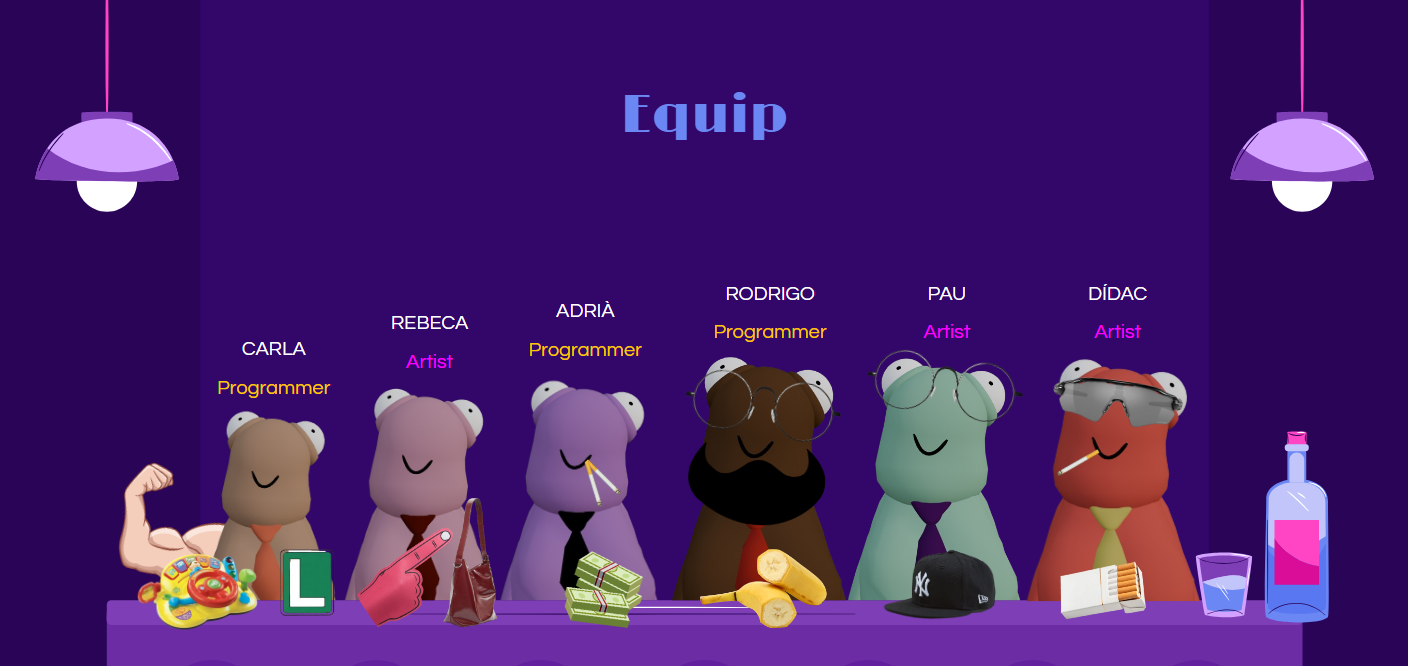 Equip
CARLA
Programmer
REBECA
Artist
ADRIÀ
Programmer
RODRIGO
Programmer
PAU
Artist
DÍDAC
Artist
L
NY